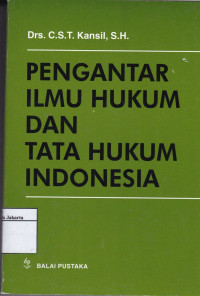 Drs. C.S.T. Kansil, S.H.
PENGANTAR
ILMU HUKUM
DAN
TATA HUKUM
INDONESIA
Jakarta
BALAI PUSTAKA